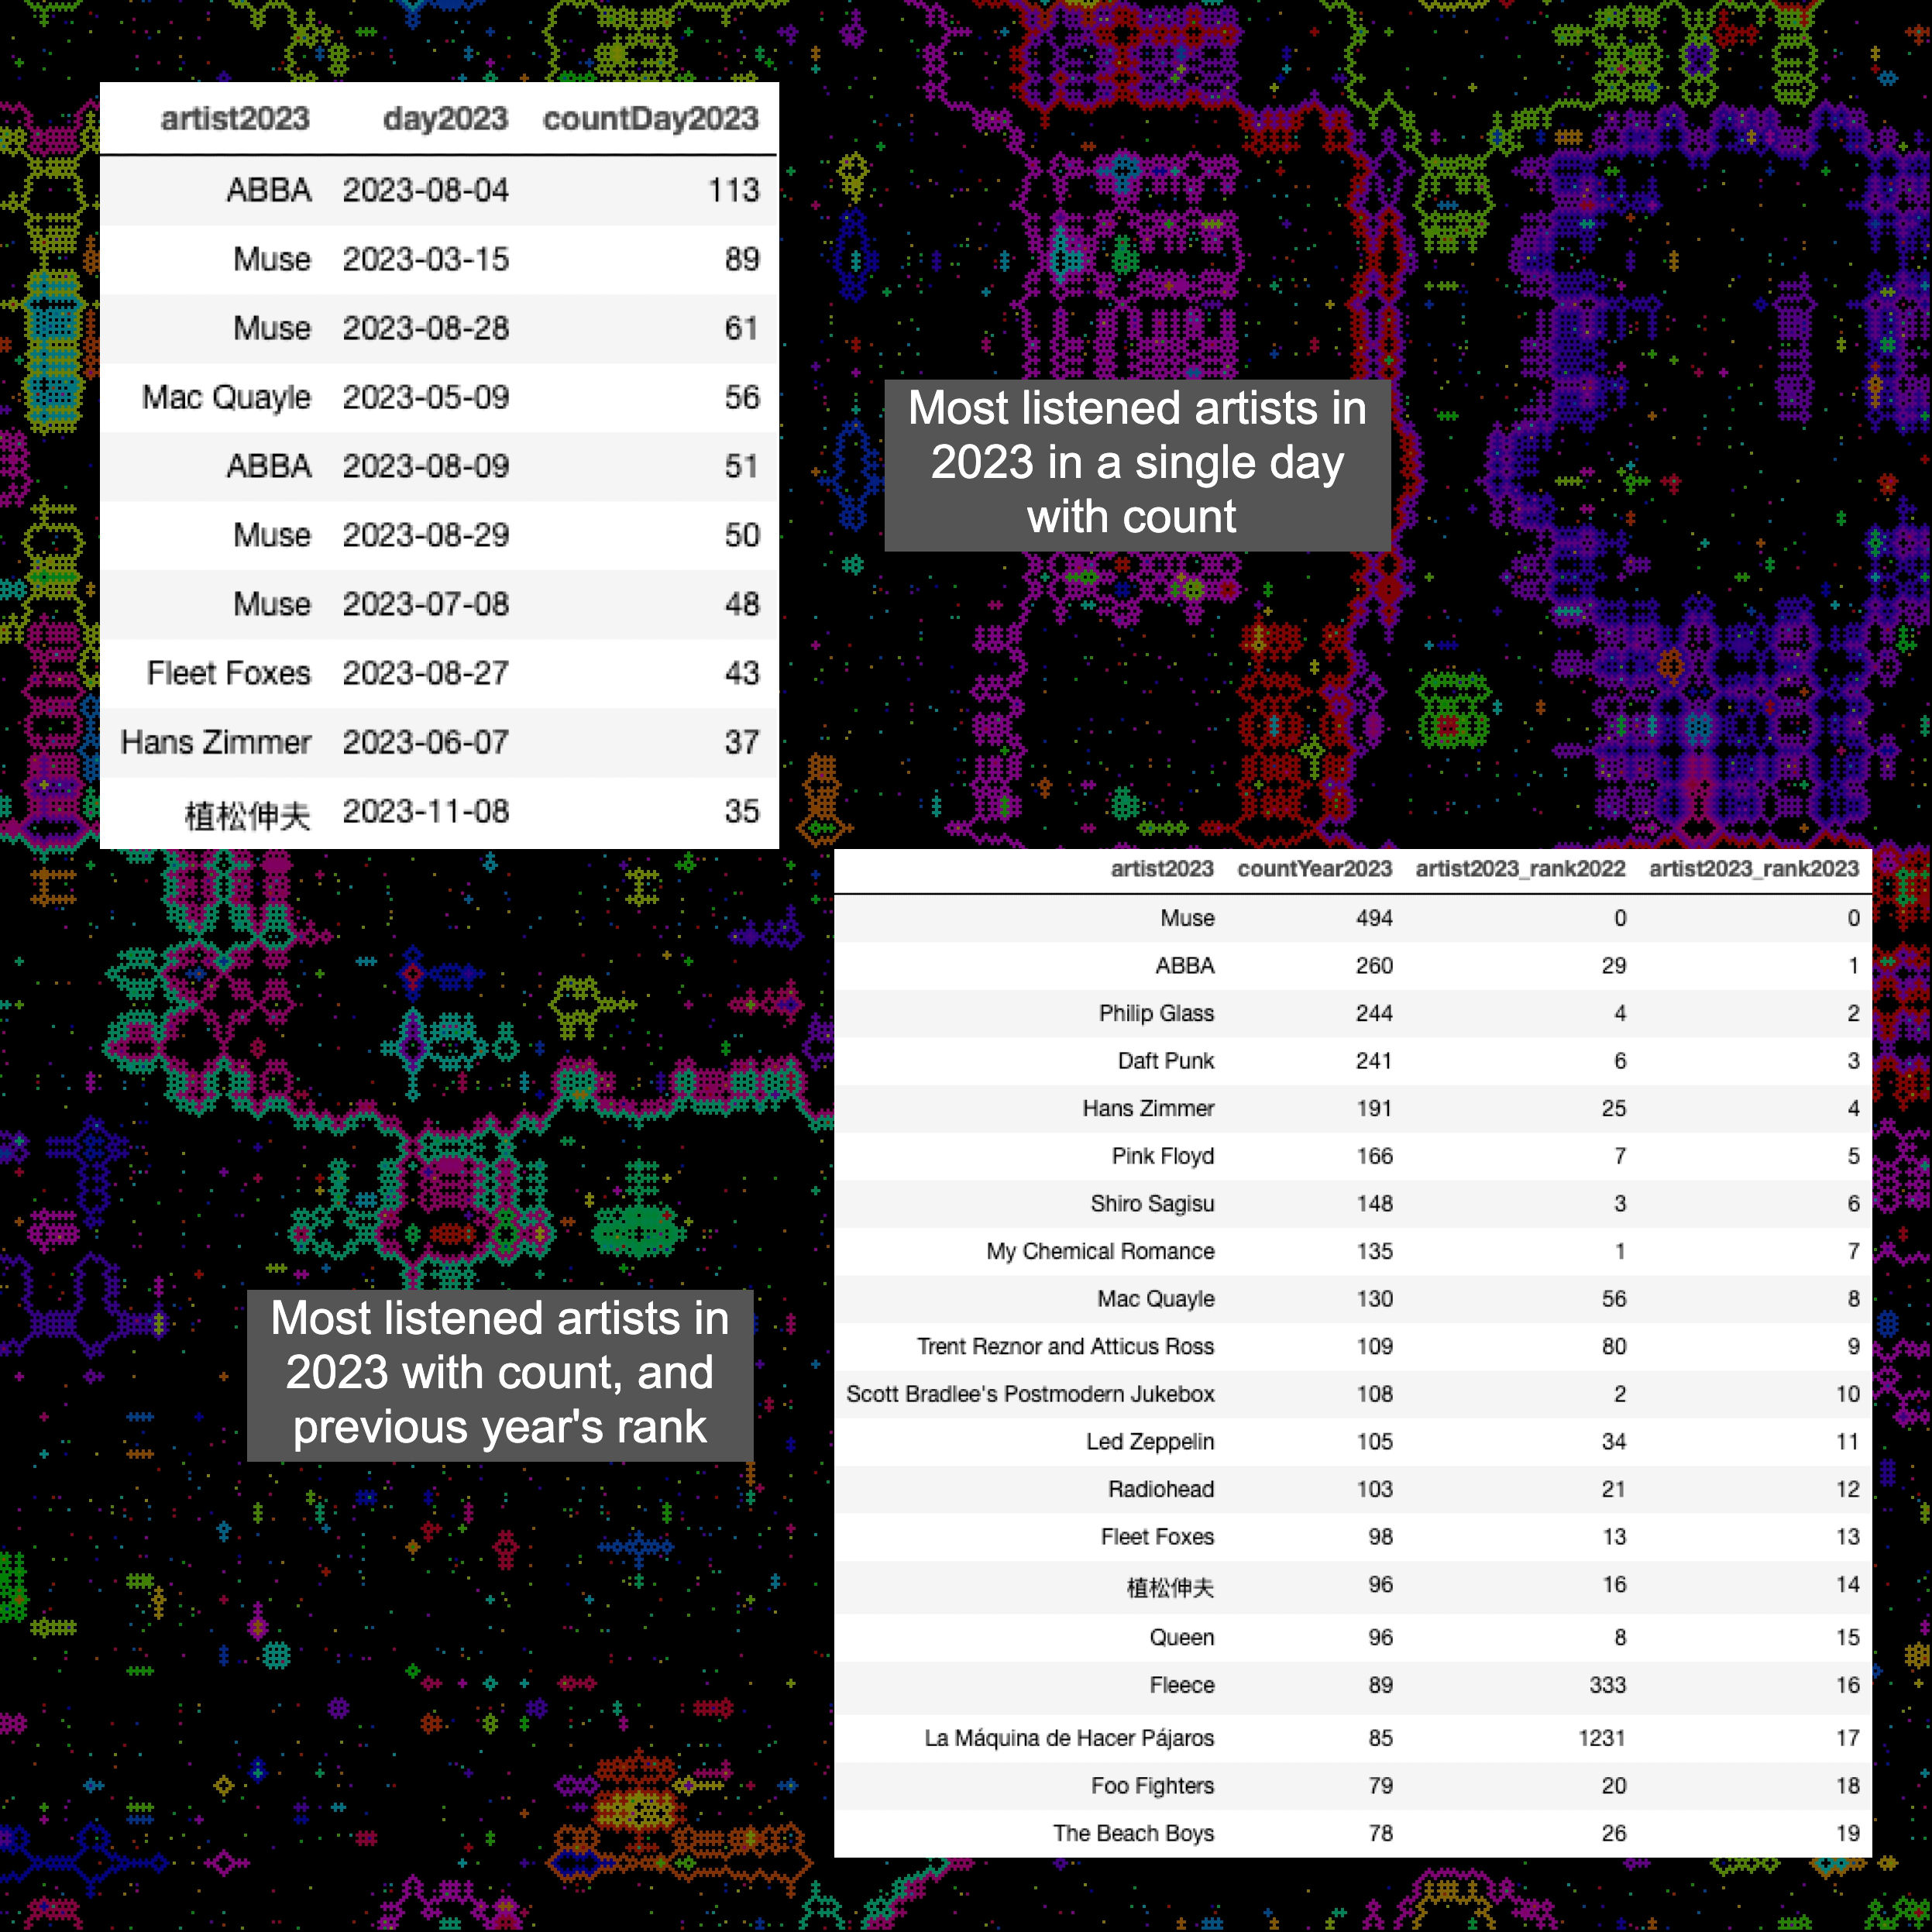 artist2023 day2023 countDay2023
ABBA 2023-08-04 113
Muse 2023-03-15 89
Muse 2023-08-28 61
Mac Quayle 2023-05-09 56
ABBA 2023-08-09 51
Muse 2023-08-29 50
Muse 2023-07-08 48
Fleet Foxes 2023-08-27 43
Hans Zimmer 2023-06-07 37
植松伸夫 2023-11-08 35
Most listened artists in
2023 in a single day
with count
Most listened artists in
2023 with count, and
previous year's rank
artist2023 countYear2023 artist2023_rank2022 artist2023_rank2023
Muse 494 0 0
ABBA 260 29 1
Philip Glass 244 4 2
Daft Punk 241 6 3
Hans Zimmer 191 25 4
Pink Floyd 166 7 5
Shiro Sagisu 148 3 6
My Chemical Romance 135 1 7
Mac Quayle 130 56 8
Trent Reznor and Atticus Ross 109 80 9
Scott Bradlee's Postmodern Jukebox 108 2 10
Led Zeppelin 105 34 11
Radiohead 103 21 12
Fleet Foxes 98 13 13
植松伸夫 96 16 14
Queen 96 8 15
Fleece 89 333 16
La Máquina de Hacer Pájaros 85 1231 17
Foo Fighters 79 20 18
The Beach Boys 78 26 19